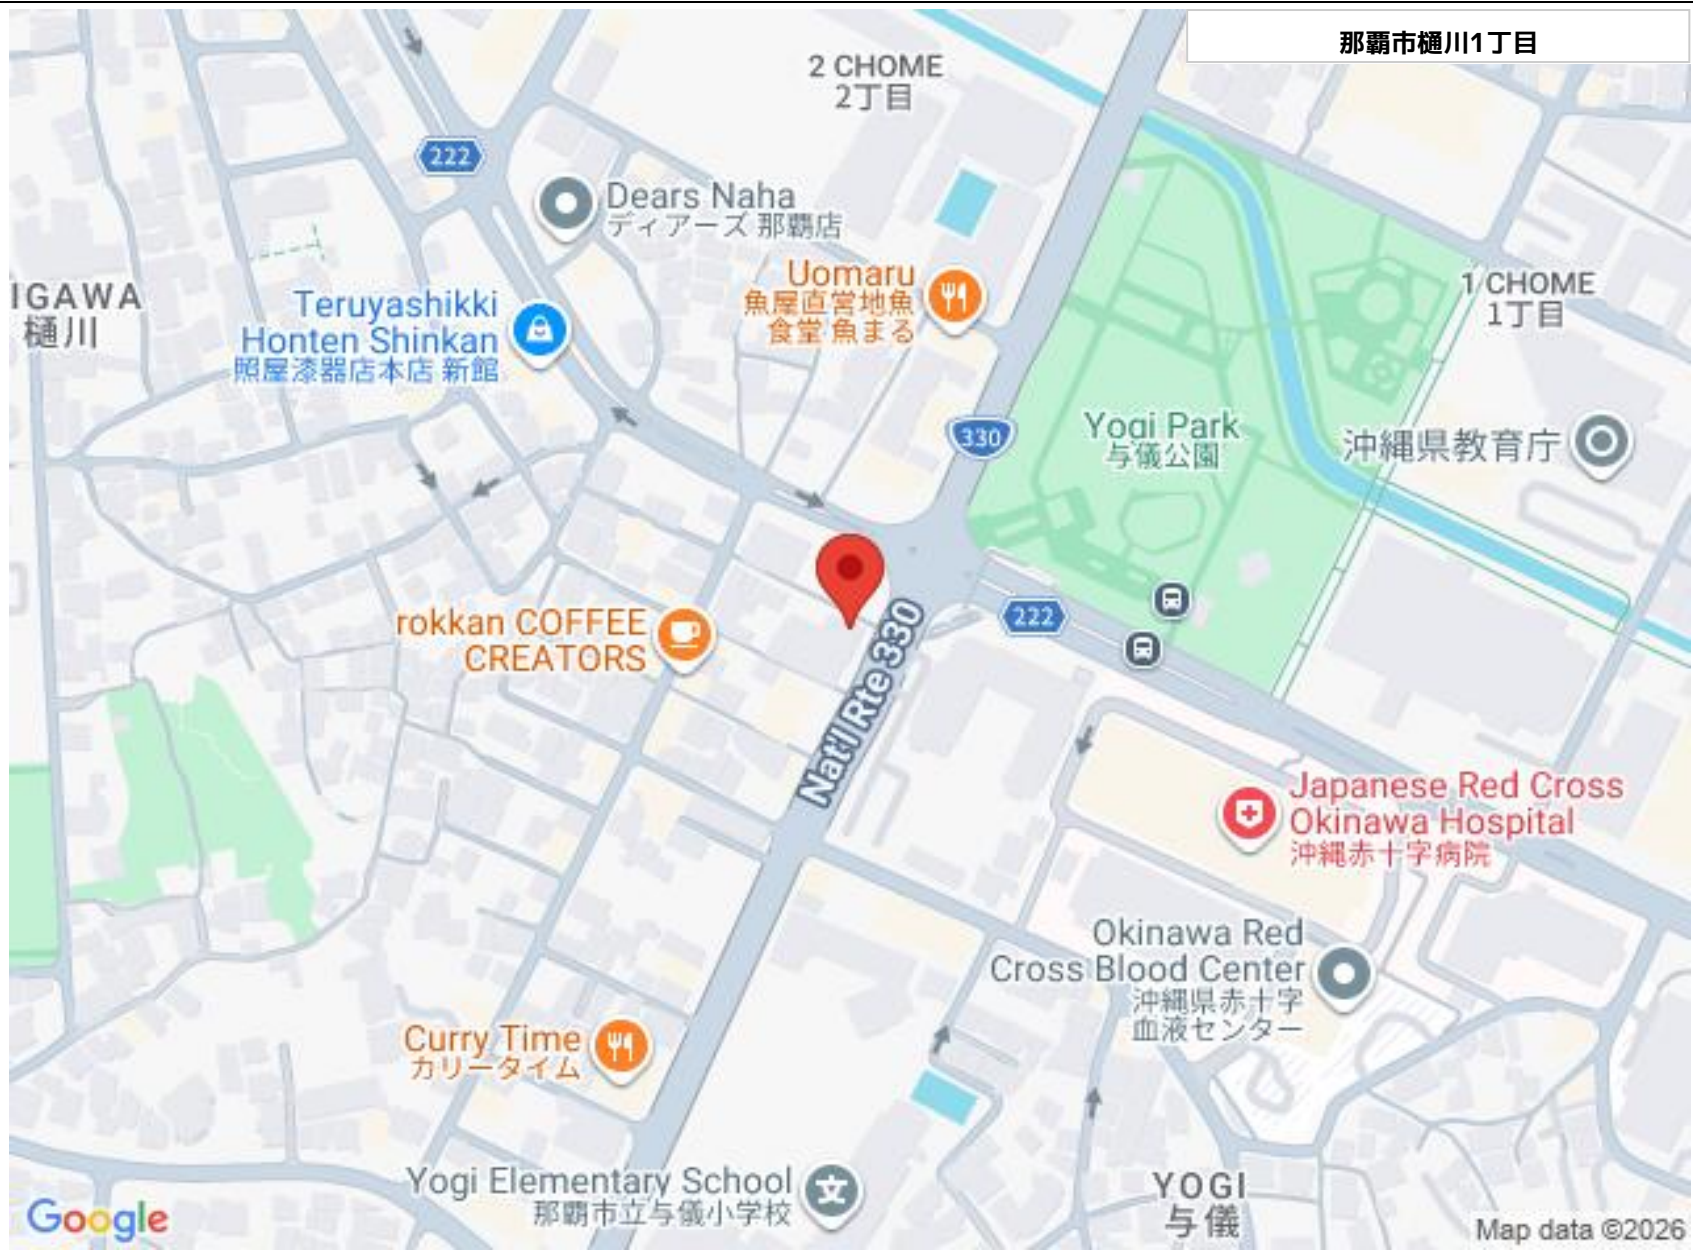 那覇市樋川1丁目
2 CHOME
2丁目
222
Dears Naha
ディアーズ 那覇店
Uomaru
魚屋直営地魚
食堂 魚まる
IGAWA
樋川
Teruyashikki
Honten Shinkan
照屋漆器店本店 新館
1 CHOME
1丁目
330
Yogi Park
与儀公園
沖縄県教育庁
rokkan COFFEE
CREATORS
222
Nat'l Rte 330
Japanese Red Cross
Okinawa Hospital
沖縄赤十字病院
Okinawa Red
Cross Blood Center
沖縄県赤十字
血液センター
Curry Time
カリータイム
Yogi Elementary School
那覇市立与儀小学校
文
YOGI
与儀
Google
Map data ©2026